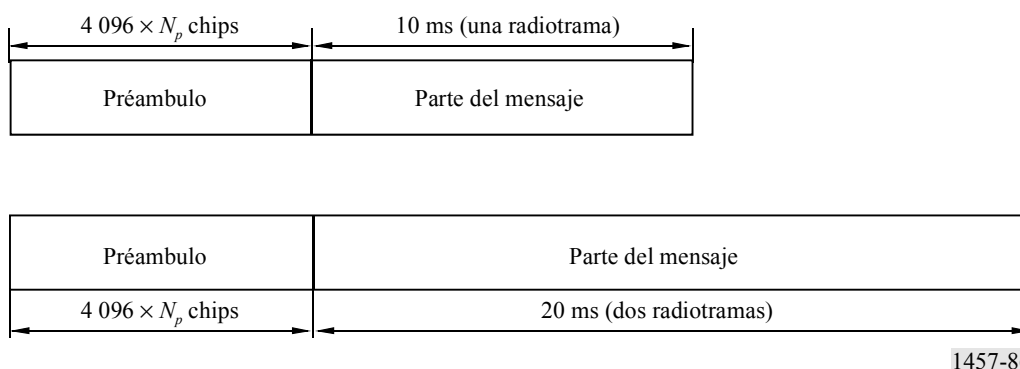 4 096 × Np chips 10 ms (una radiotrama)
Préambulo Parte del mensaje
Préambulo Parte del mensaje
4 096 × Np chips 20 ms (dos radiotramas)
1457-8